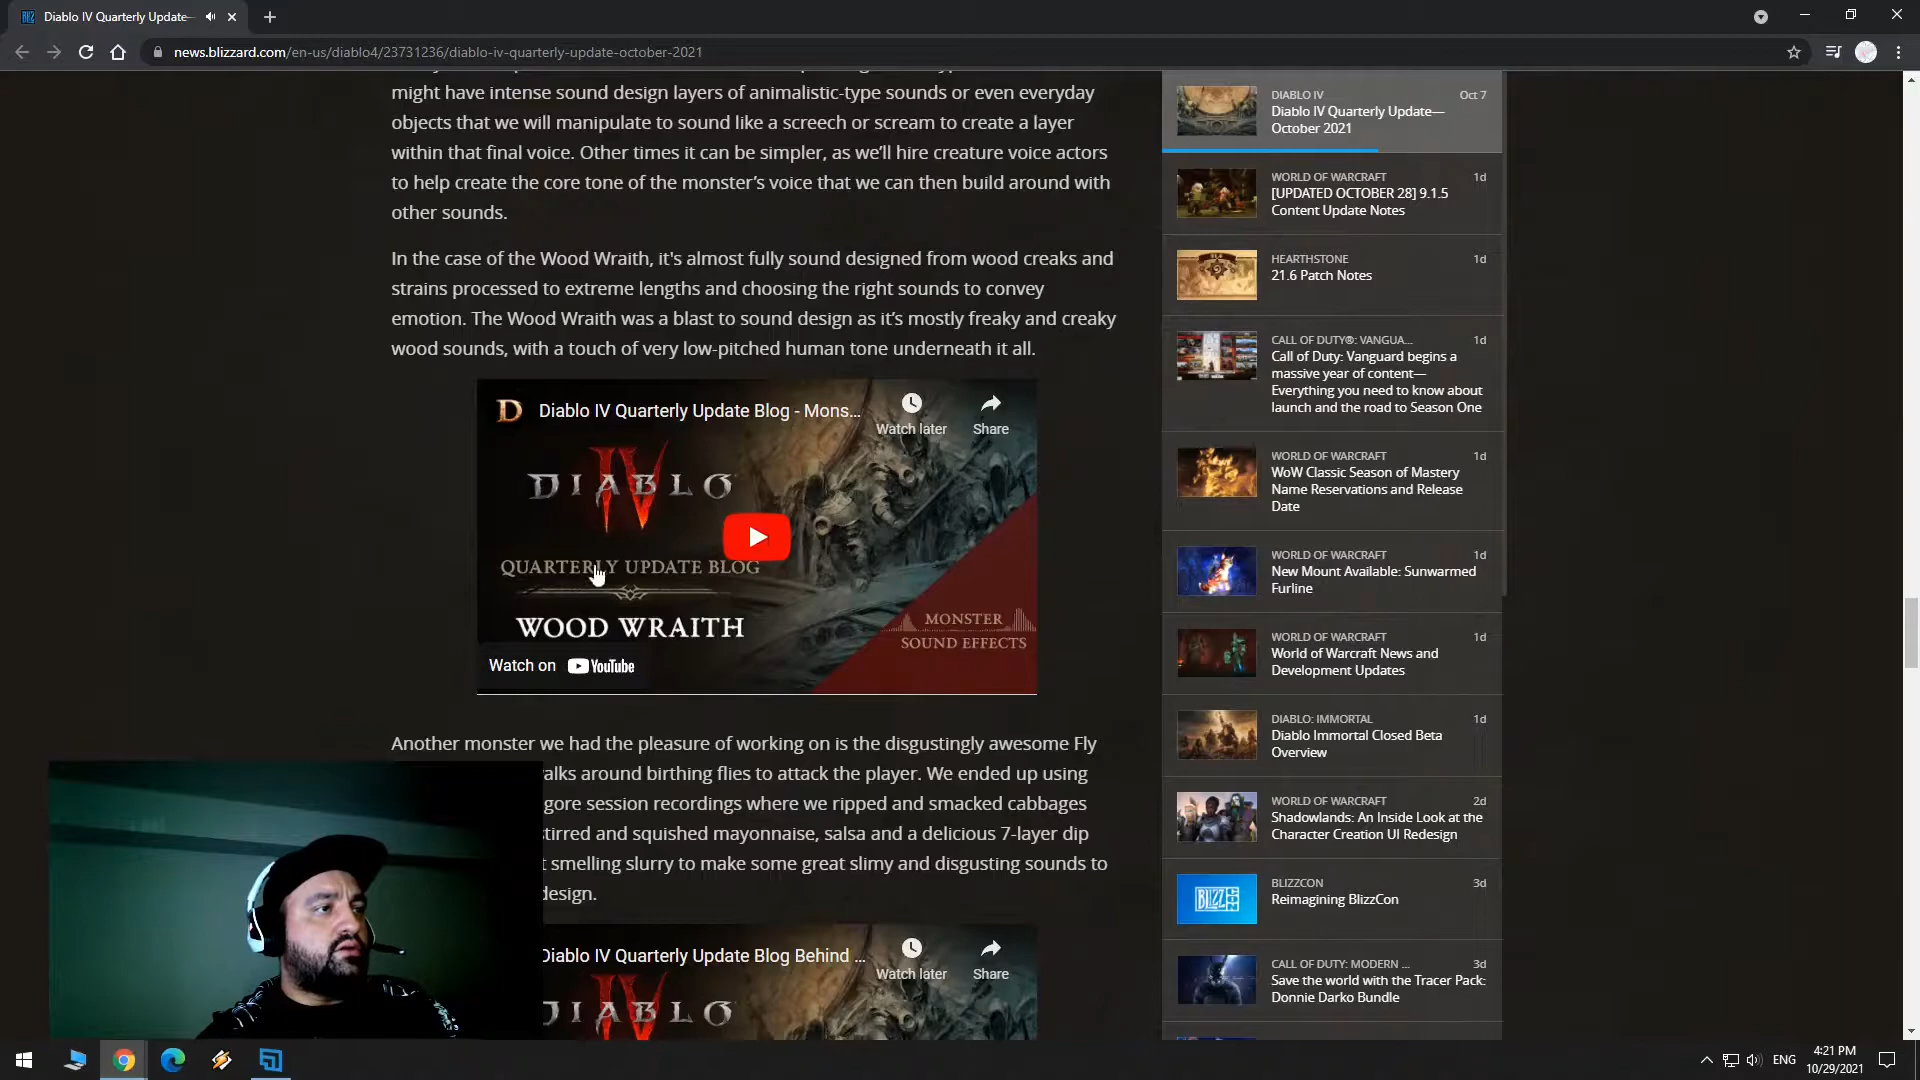 Diablo IV Quarterly Update—
news.blizzard.com/en-us/diablo4/23731236/diablo-iv-quarterly-update-october-2021
might have intense sound design layers of animalistic-type sounds or even everyday
objects that we will manipulate to sound like a screech or scream to create a layer
within that final voice. Other times it can be simpler, as we'll hire creature voice actors
to help create the core tone of the monster's voice that we can then build around with
other sounds.
In the case of the Wood Wraith, it's almost fully sound designed from wood creaks and
strains processed to extreme lengths and choosing the right sounds to convey
emotion. The Wood Wraith was a blast to sound design as it's mostly freaky and creaky
wood sounds, with a touch of very low-pitched human tone underneath it all.
D
Diablo IV Quarterly Update Blog - Mons...
Watch later
Share
DIABLO
IV
QUARTERLY UPDATE BLOG
WOOD WRAITH
MONSTER
SOUND EFFECTS
Watch on YouTube
Another monster we had the pleasure of working on is the disgustingly awesome Fly
alks around birthing flies to attack the player. We ended up using
gore session recordings where we ripped and smacked cabbages
stirred and squished mayonnaise, salsa and a delicious 7-layer dip
t smelling slurry to make some great slimy and disgusting sounds to
design.
Diablo IV Quarterly Update Blog Behind ...
Watch later
Share
DIABLO
IV
DIABLO IV
Oct 7
Diablo IV Quarterly Update—
October 2021
WORLD OF WARCRAFT
1d
[UPDATED OCTOBER 28] 9.1.5
Content Update Notes
HEARTHSTONE
1d
21.6 Patch Notes
CALL OF DUTY®: VANGUA...
1d
Call of Duty: Vanguard begins a
massive year of content—
Everything you need to know about
launch and the road to Season One
WORLD OF WARCRAFT
1d
WoW Classic Season of Mastery
Name Reservations and Release
Date
WORLD OF WARCRAFT
1d
New Mount Available: Sunwarmed
Furline
WORLD OF WARCRAFT
1d
World of Warcraft News and
Development Updates
DIABLO: IMMORTAL
1d
Diablo Immortal Closed Beta
Overview
WORLD OF WARCRAFT
2d
Shadowlands: An Inside Look at the
Character Creation UI Redesign
BLIZZCON
3d
Reimagining BlizzCon
CALL OF DUTY: MODERN ...
3d
Save the world with the Tracer Pack:
Donnie Darko Bundle
ENG
4:21 PM
10/29/2021